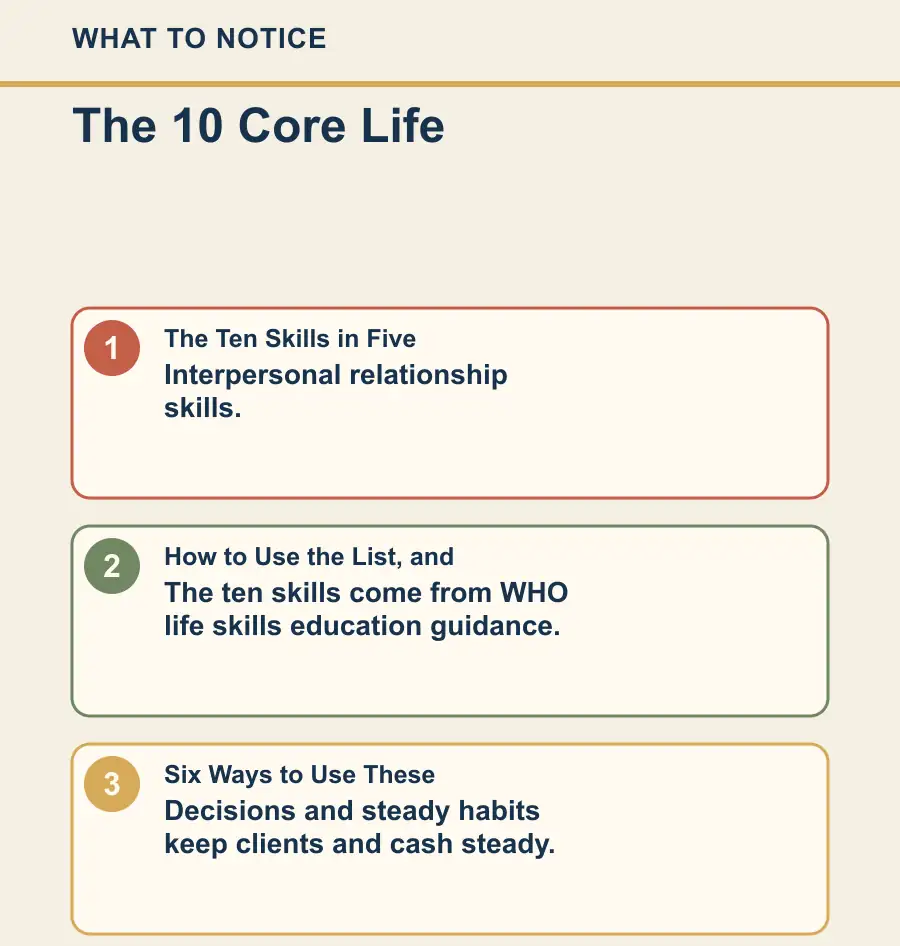 WHAT TO NOTICE
The 10 Core Life
1
The Ten Skills in Five
Interpersonal relationship
skills.
2
How to Use the List, and
The ten skills come from WHO
life skills education guidance.
3
Six Ways to Use These
Decisions and steady habits
keep clients and cash steady.